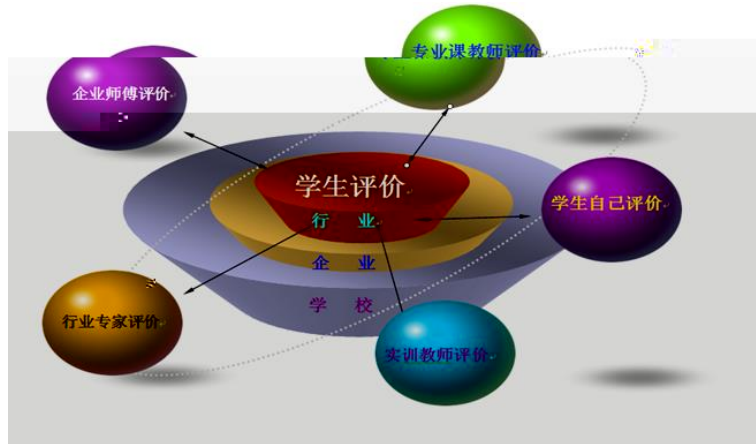 专业课教师评价
企业师傅评价
学生评价
学生自己评价
行 业
企 业
学 校
行业专家评价
实训教师评价